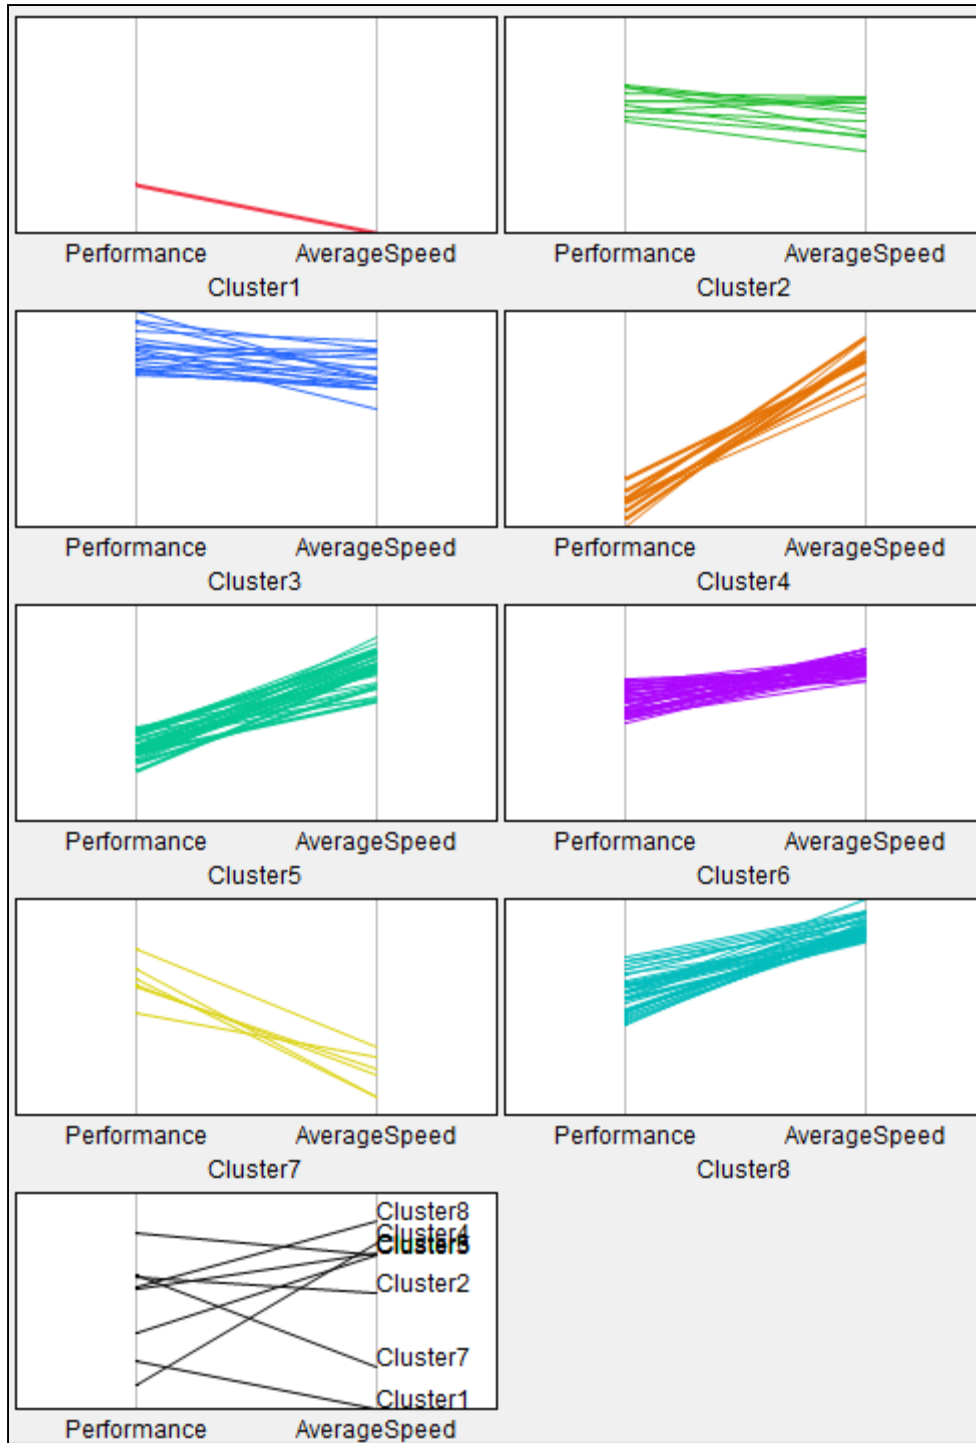 Performance AverageSpeed Performance AverageSpeed
Cluster1 Cluster2
Performance AverageSpeed Performance AverageSpeed
Cluster3 Cluster4
Performance AverageSpeed Performance AverageSpeed
Cluster5 Cluster6
Performance AverageSpeed Performance AverageSpeed
Cluster7 Cluster8
Cluster8
Cluster4
Cluster2
Cluster7
Cluster1
Performance AverageSpeed